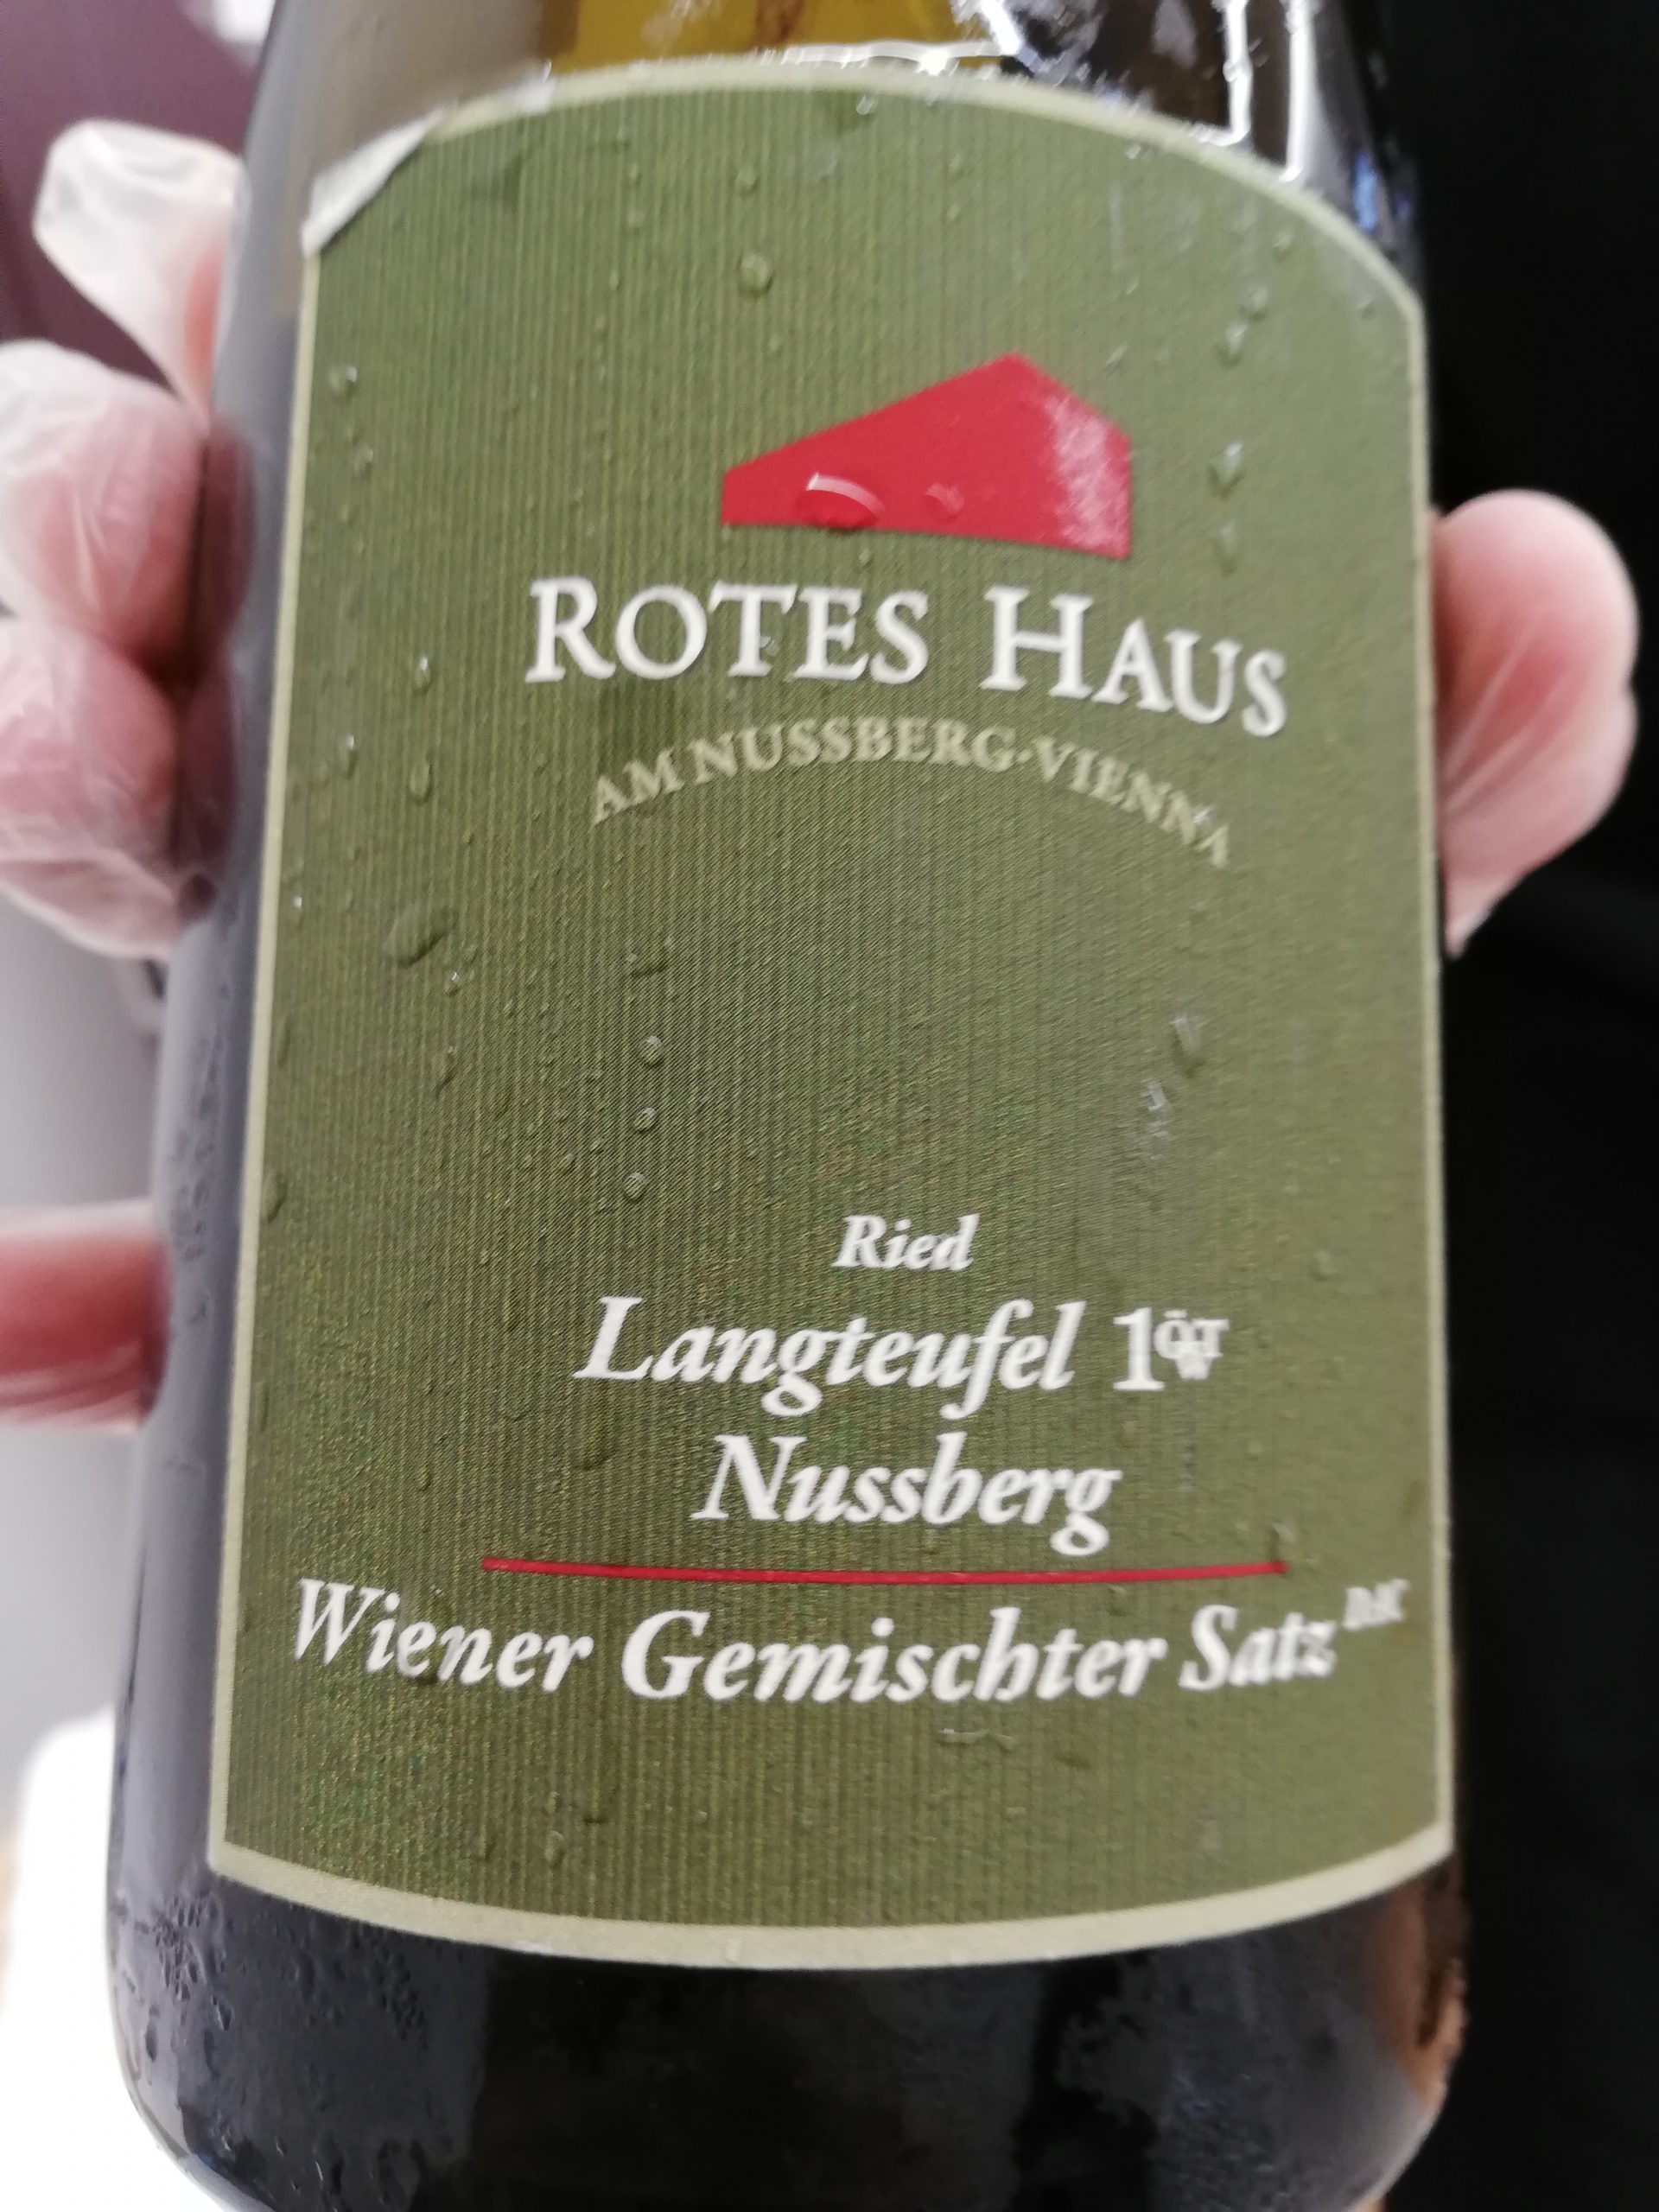 ROTES HAUS
AM NUSSBERG·VIENNA
Ried
Langteufel 1ÖTW
Nussberg
Wiener Gemischter Satz DAC